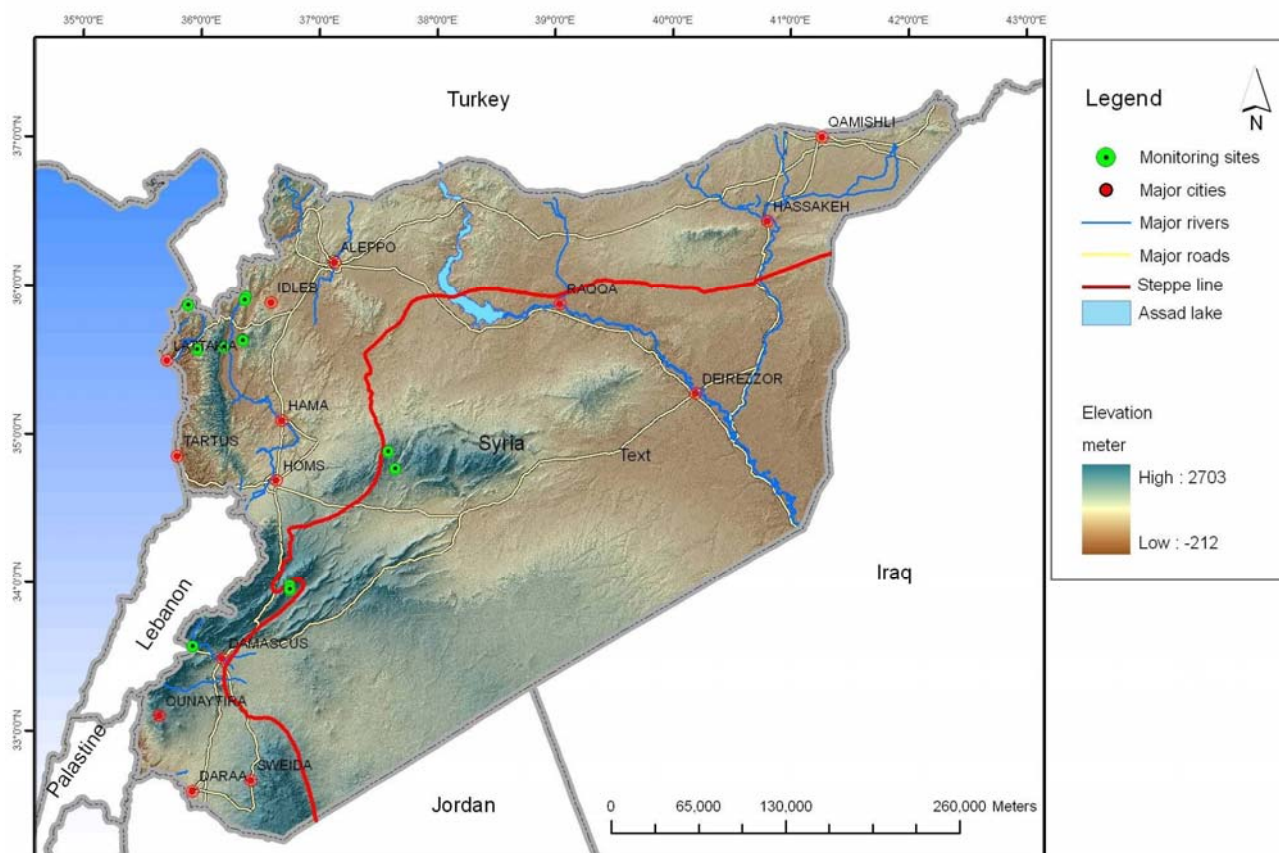 35°0'0"E 36°0'0"E 37°0'0"E 38°0'0"E 39°0'0"E 40°0'0"E 41°0'0"E 42°0'0"E 43°0'0"E
37°0'0"N
36°0'0"N
35°0'0"N
34°0'0"N
33°0'0"N
Turkey
QAMISHLI
HASSAKEH
ALEPPO
IDLEB
RAQQA
LATTAKIA
DEIREZZOR
HAMA
TARTUS
Syria
Text
HOMS
Lebanon
Iraq
DAMASCUS
QUNAYTIRA
Palastine
DARAA
SWEIDA
Jordan
0 65,000 130,000 260,000 Meters
Legend
N
Monitoring sites
Major cities
Major rivers
Major roads
Steppe line
Assad lake
Elevation
meter
High : 2703
Low : -212